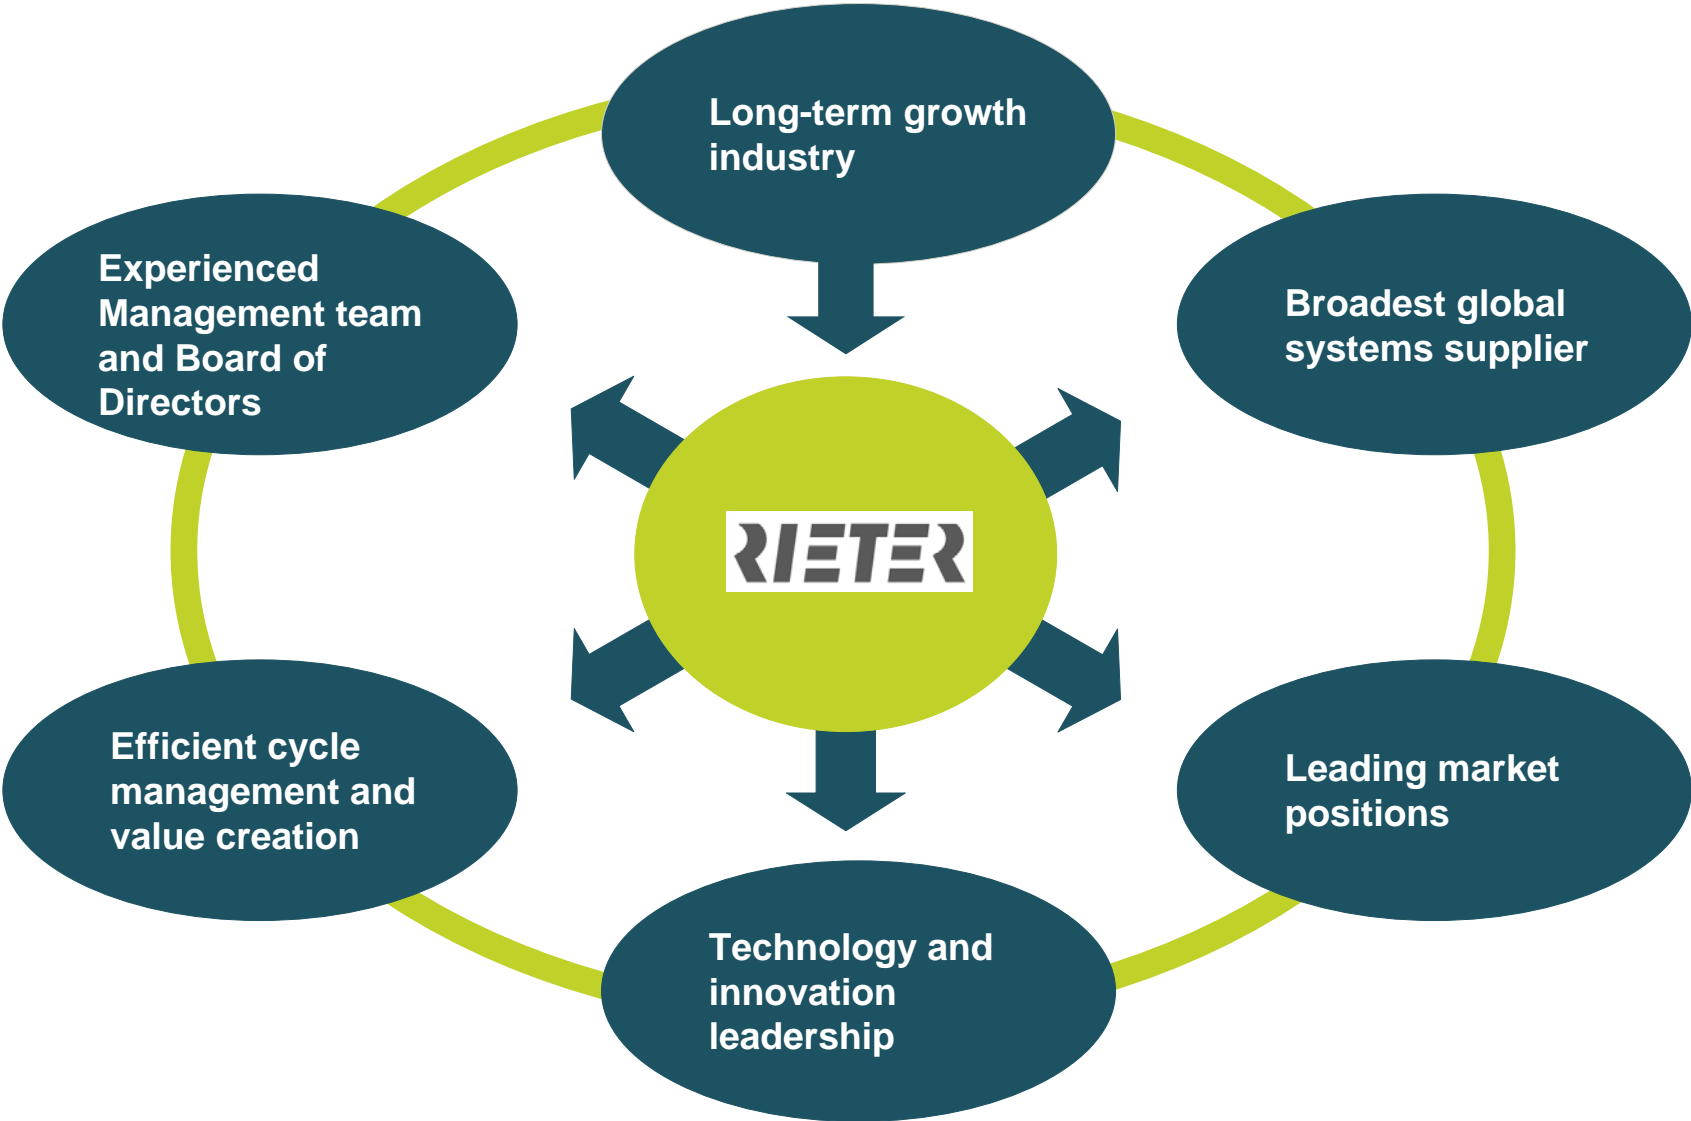 Long-term growth
industry
Broadest global
systems supplier
Leading market
positions
Technology and
innovation
leadership
Efficient cycle
management and
value creation
Experienced
Management team
and Board of
Directors
RIETER